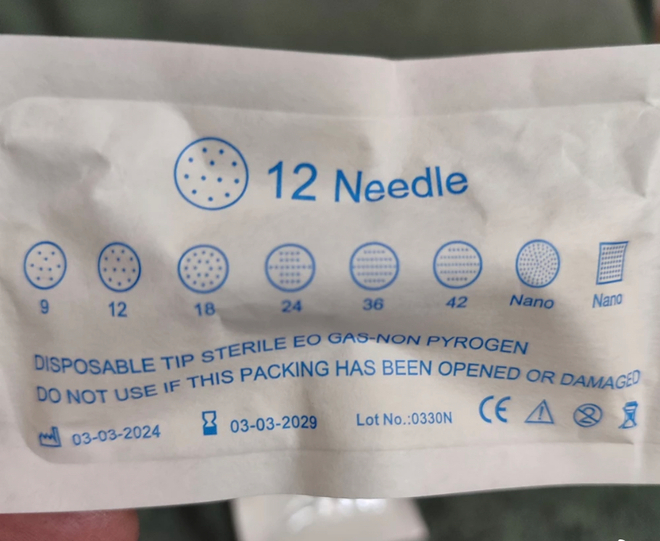 12 Needle
9 12 18 24 36 42 Nano Nano
DISPOSABLE TIP STERILE EO GAS-NON PYROGEN
DO NOT USE IF THIS PACKING HAS BEEN OPENED OR DAMAGED
03-03-2024 03-03-2029 Lot No.:0330N CE